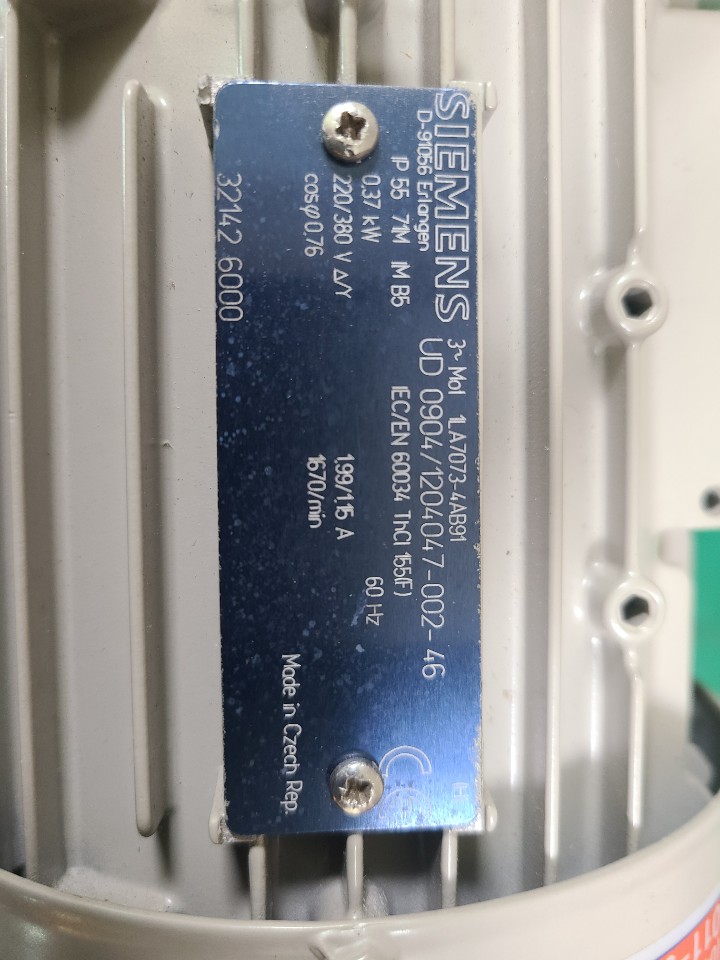 SIEMENS
D-91056 Erlangen
3~ Mot 1LA7073-4AB91
UD 0904/1204047-002-46
IP 55 71M IM B5 IEC/EN 60034 ThCl 155(F)
0.37 kW 60 Hz
220/380 V Δ/Y 1.99/1.15 A
cosφ 0.76 1670/min
Made in Czech Rep.
32142 6000
CE